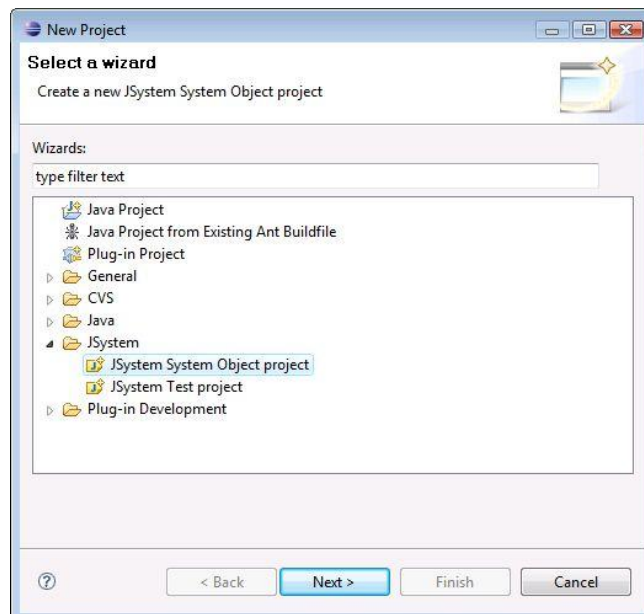 New Project
Select a wizard
Create a new JSystem System Object project
Wizards:
type filter text
Java Project
Java Project from Existing Ant Buildfile
Plug-in Project
General
CVS
Java
JSystem
JSystem System Object project
JSystem Test project
Plug-in Development
? < Back Next > Finish Cancel